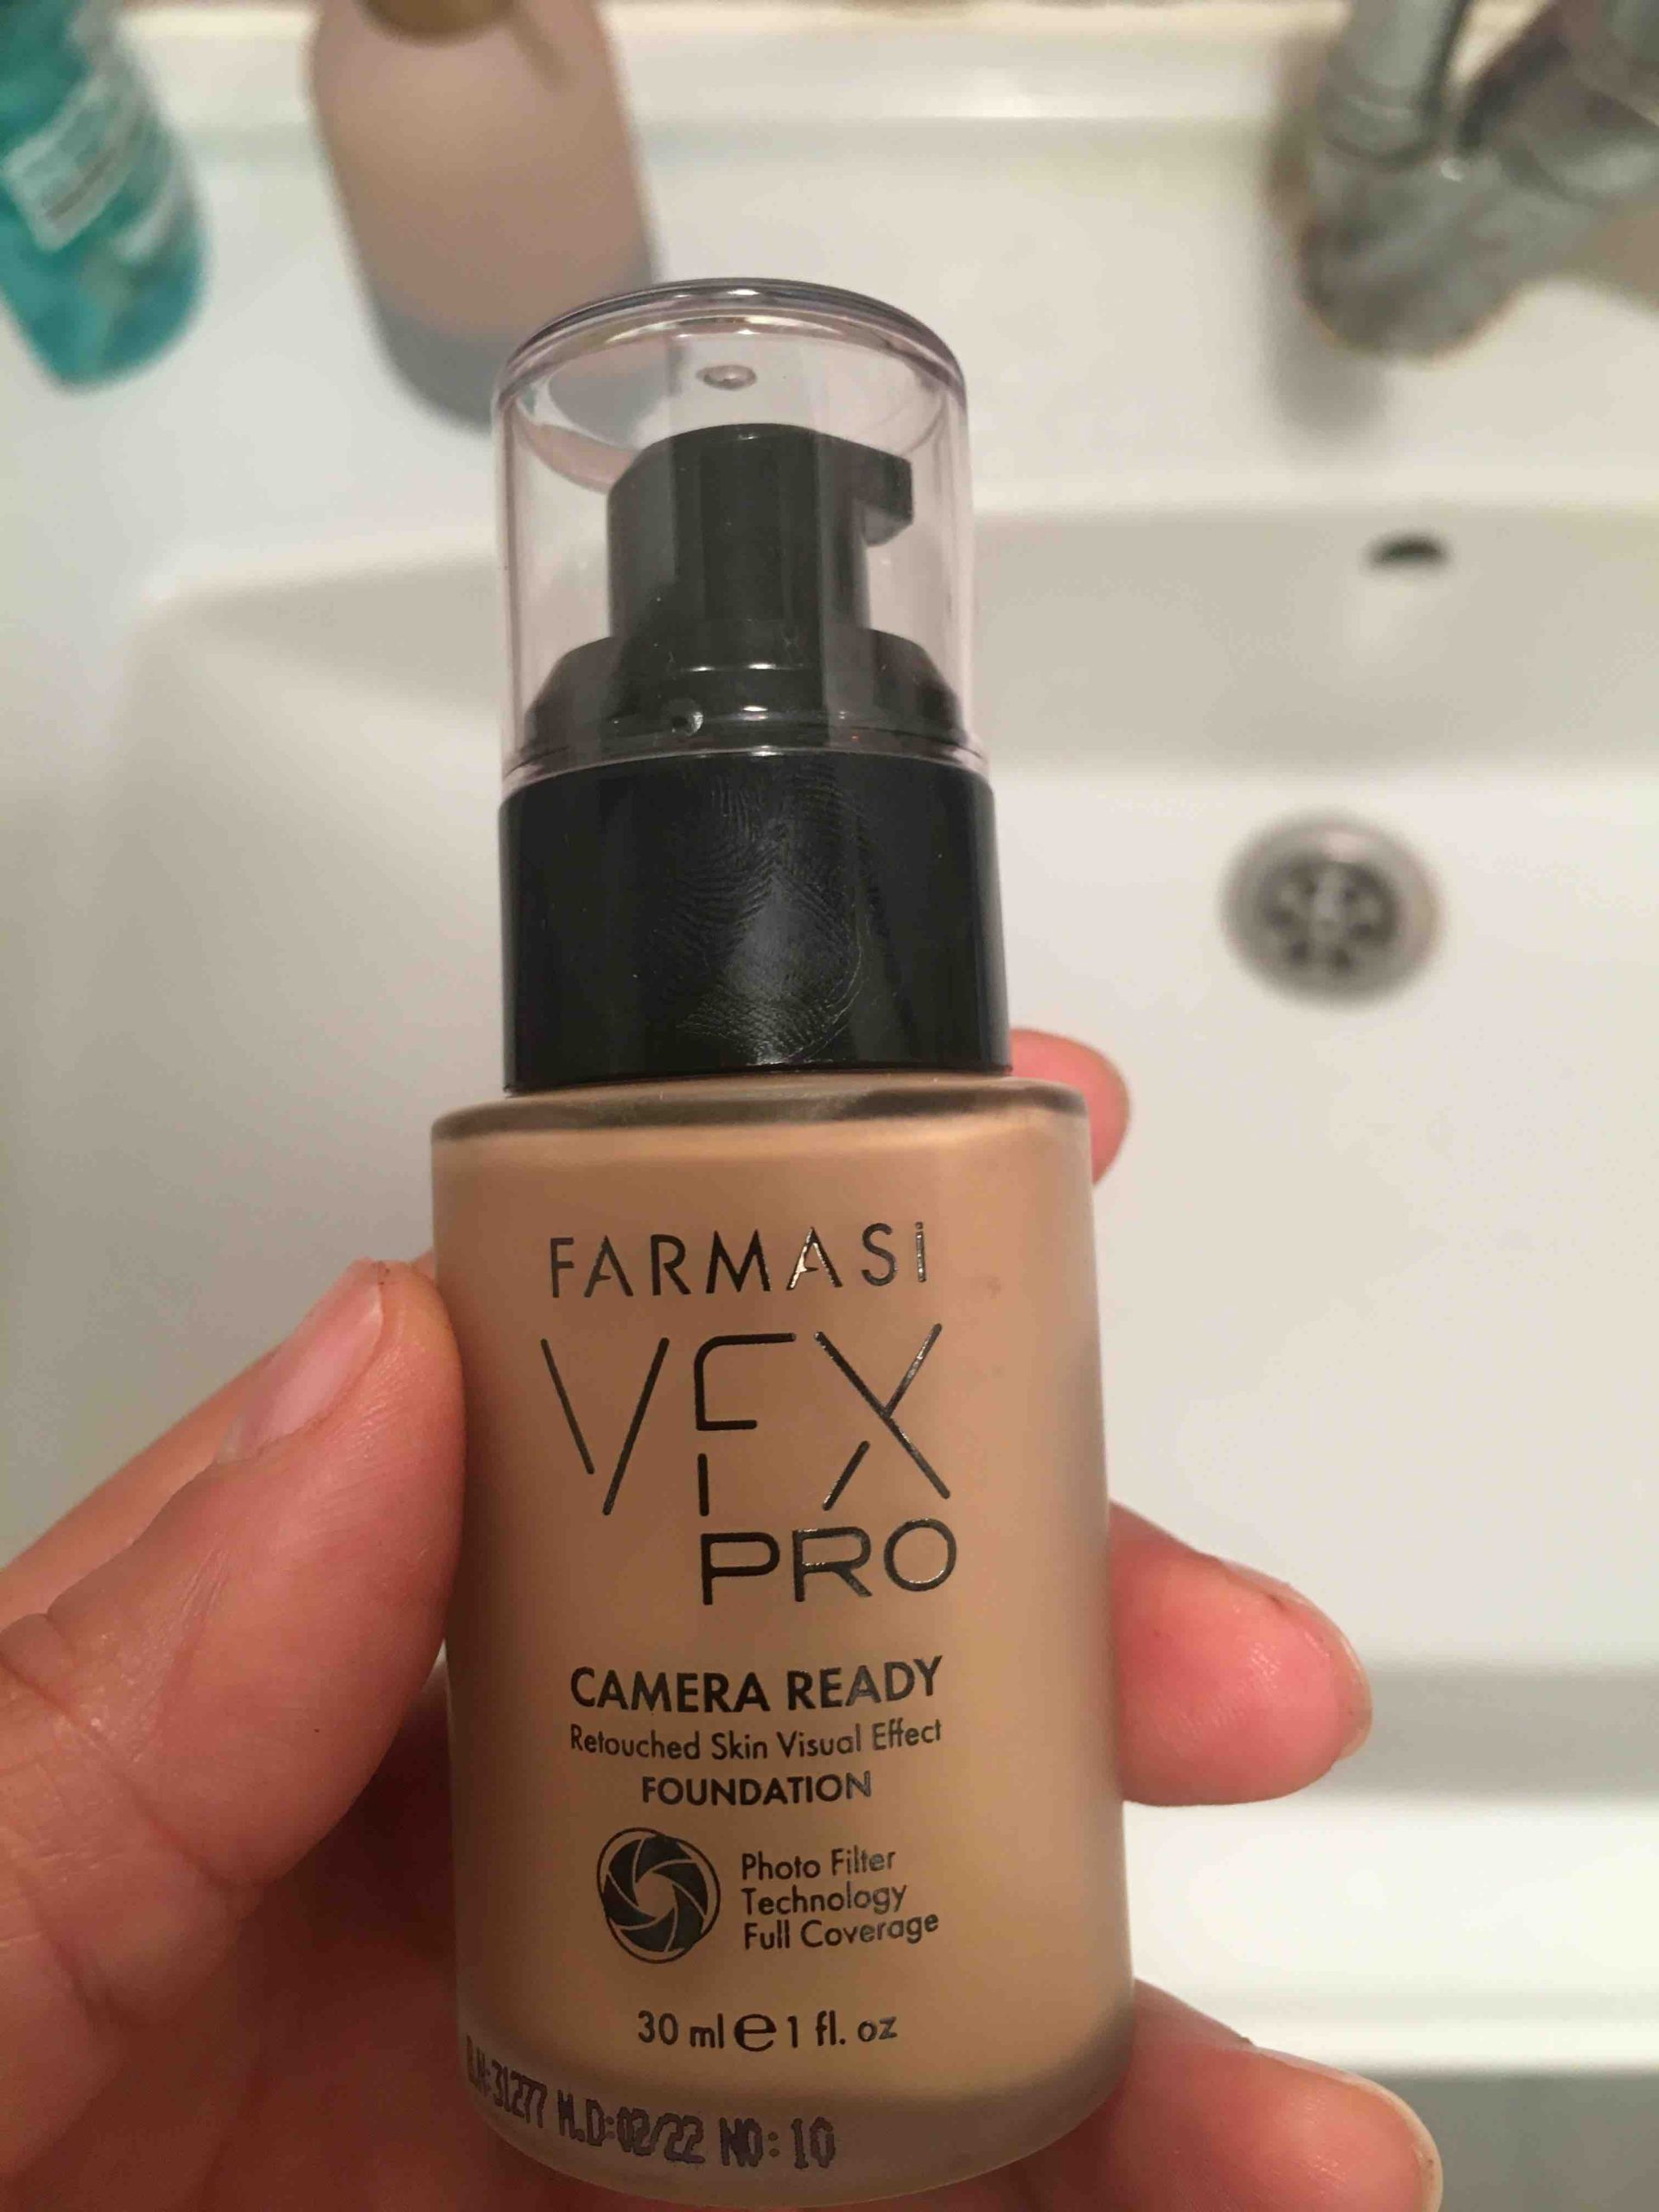 FARMASi
VFX
PRO
CAMERA READY
Retouched Skin Visual Effect
FOUNDATION
Photo Filter
Technology
Full Coverage
30 ml e 1 fl. oz
31277 M.D:02/22 NO: 10